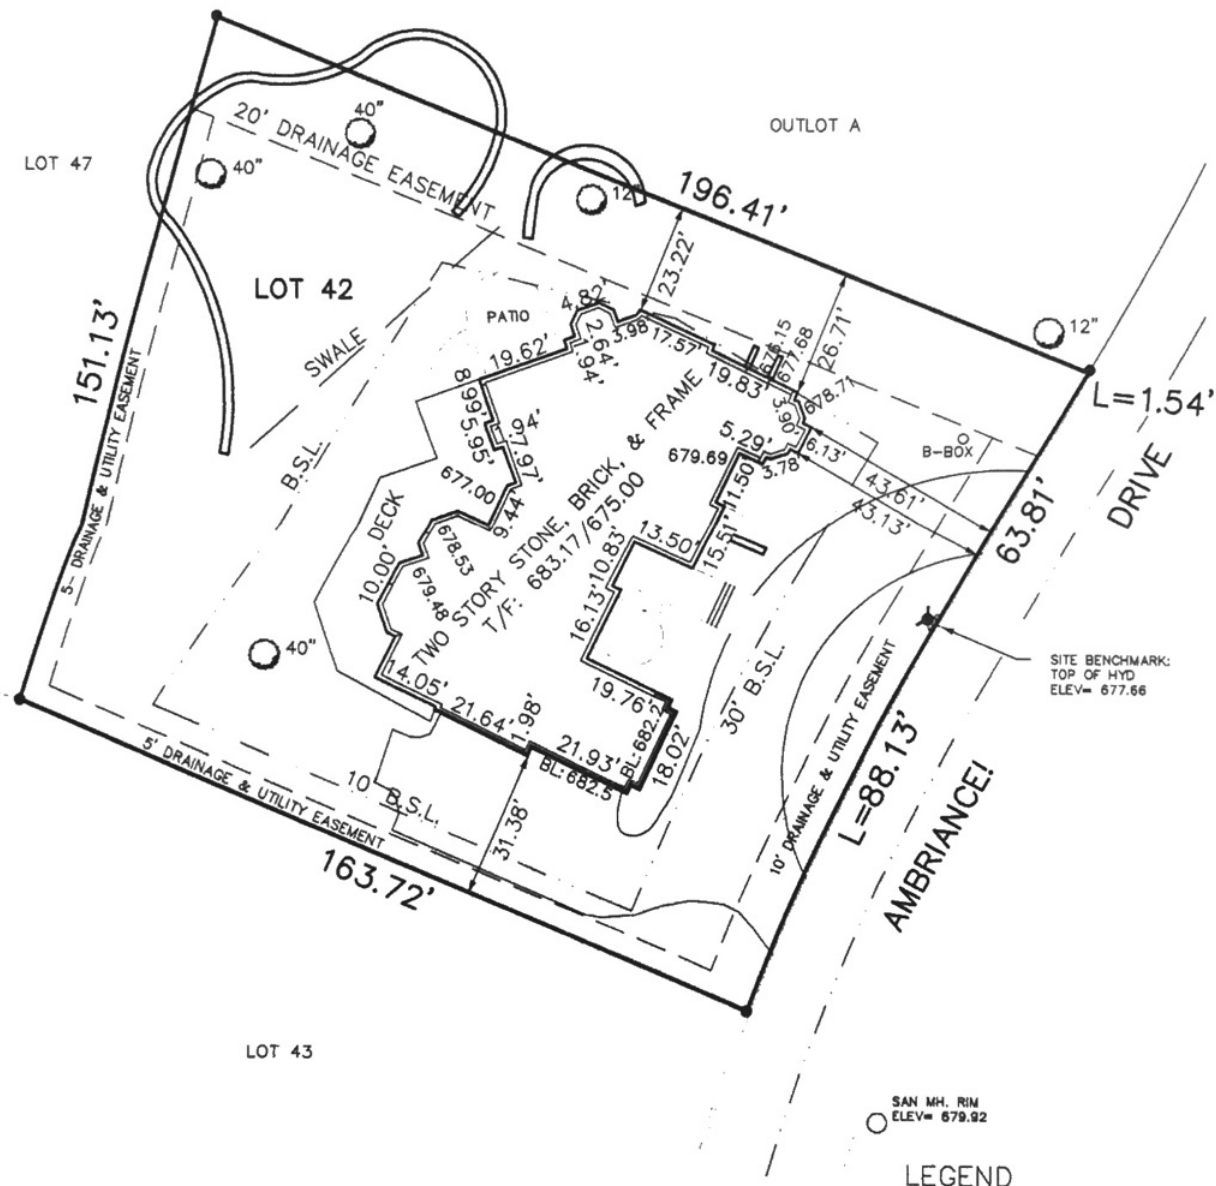 OUTLOT A
40"
20' DRAINAGE EASEMENT
LOT 47
40"
12"
196.41'
LOT 42
23.22'
4.82'
PATIO
2.64'
3.98
17.57'
676.15
677.68
26.71'
12"
L=1.54'
151.13'
SWALE
19.62'
19.83'
678.71
3.90'
8.99'
5.95'
7.97'
5.29'
6.13'
B-BOX
679.69
3.78'
43.61'
43.13'
DRIVE
63.81'
B.S.L.
677.00
9.44'
11.50'
15.51'
13.50'
10.83'
DECK
678.53
10.00'
679.48
TWO STORY STONE, BRICK, & FRAME
T/F: 683.17/675.00
16.13'
5' DRAINAGE & UTILITY EASEMENT
40"
14.05'
21.64'
1.98'
19.76'
21.93'
18.02'
BL:682.2
BL:682.5
30' B.S.L.
SITE BENCHMARK:
TOP OF HYD
ELEV= 677.66
10' DRAINAGE & UTILITY EASEMENT
L=88.13'
AMBRIANCE!
5' DRAINAGE & UTILITY EASEMENT
10 B.S.L.
31.38'
163.72'
LOT 43
SAN MH. RIM
ELEV= 679.92
LEGEND